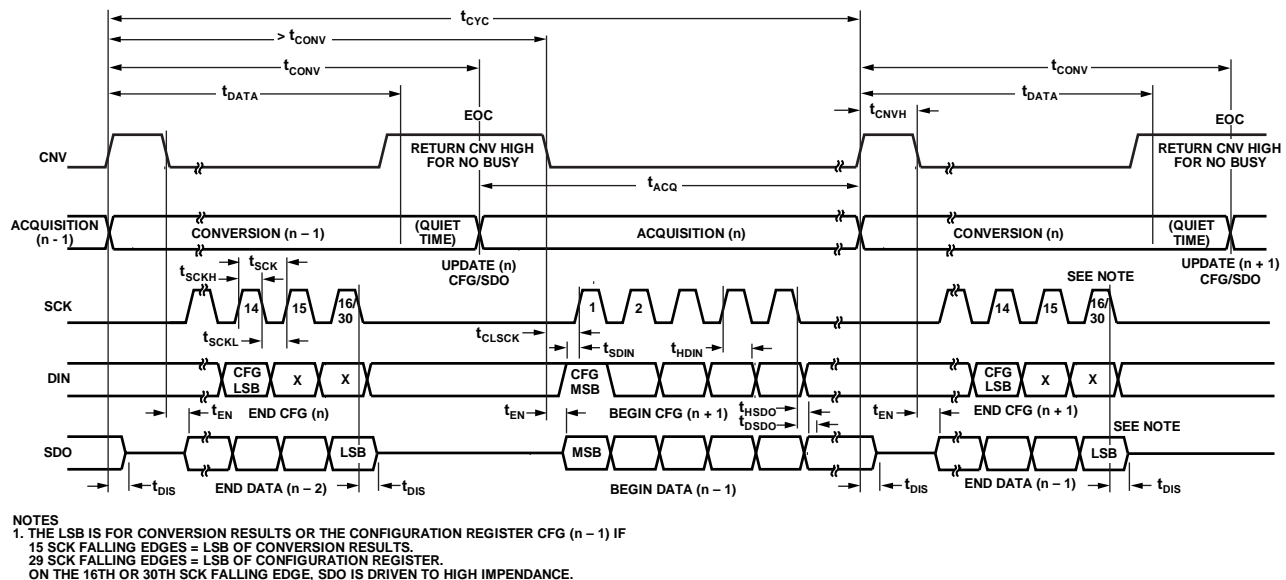 tCYC
> tCONV
tCONV
tCONV
tDATA
tDATA
tCNVH
EOC
EOC
CNV
RETURN CNV HIGH
FOR NO BUSY
RETURN CNV HIGH
FOR NO BUSY
tACQ
ACQUISITION
(n - 1)
CONVERSION (n – 1)
(QUIET
TIME)
ACQUISITION (n)
CONVERSION (n)
(QUIET
TIME)
UPDATE (n)
CFG/SDO
UPDATE (n + 1)
CFG/SDO
tSCK
tSCKH
SEE NOTE
SCK
14
15
16/
30
1
2
14
15
16/
30
tSCKL
tCLSCK
tSDIN
tHDIN
DIN
CFG
LSB
X
X
CFG
MSB
CFG
LSB
X
X
tEN
END CFG (n)
tEN
BEGIN CFG (n + 1)
tHSDO
tDSDO
tEN
END CFG (n + 1)
SEE NOTE
SDO
LSB
MSB
LSB
tDIS
END DATA (n – 2)
tDIS
BEGIN DATA (n – 1)
tDIS
END DATA (n – 1)
tDIS
NOTES
1. THE LSB IS FOR CONVERSION RESULTS OR THE CONFIGURATION REGISTER CFG (n – 1) IF
15 SCK FALLING EDGES = LSB OF CONVERSION RESULTS.
29 SCK FALLING EDGES = LSB OF CONFIGURATION REGISTER.
ON THE 16TH OR 30TH SCK FALLING EDGE, SDO IS DRIVEN TO HIGH IMPENDANCE.